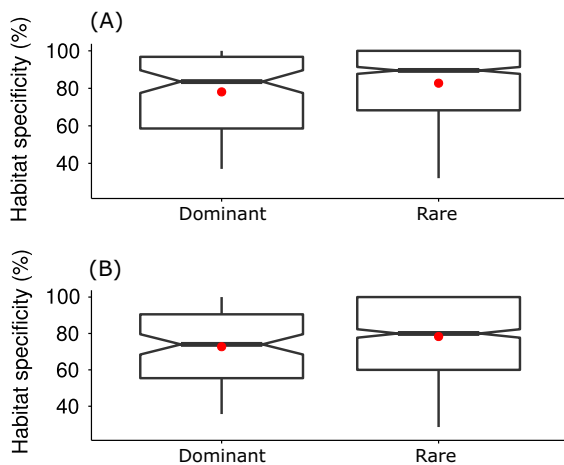 (A)
Habitat specificity (%)
100
80
60
40
Dominant
Rare
(B)
Habitat specificity (%)
100
80
60
40
Dominant
Rare